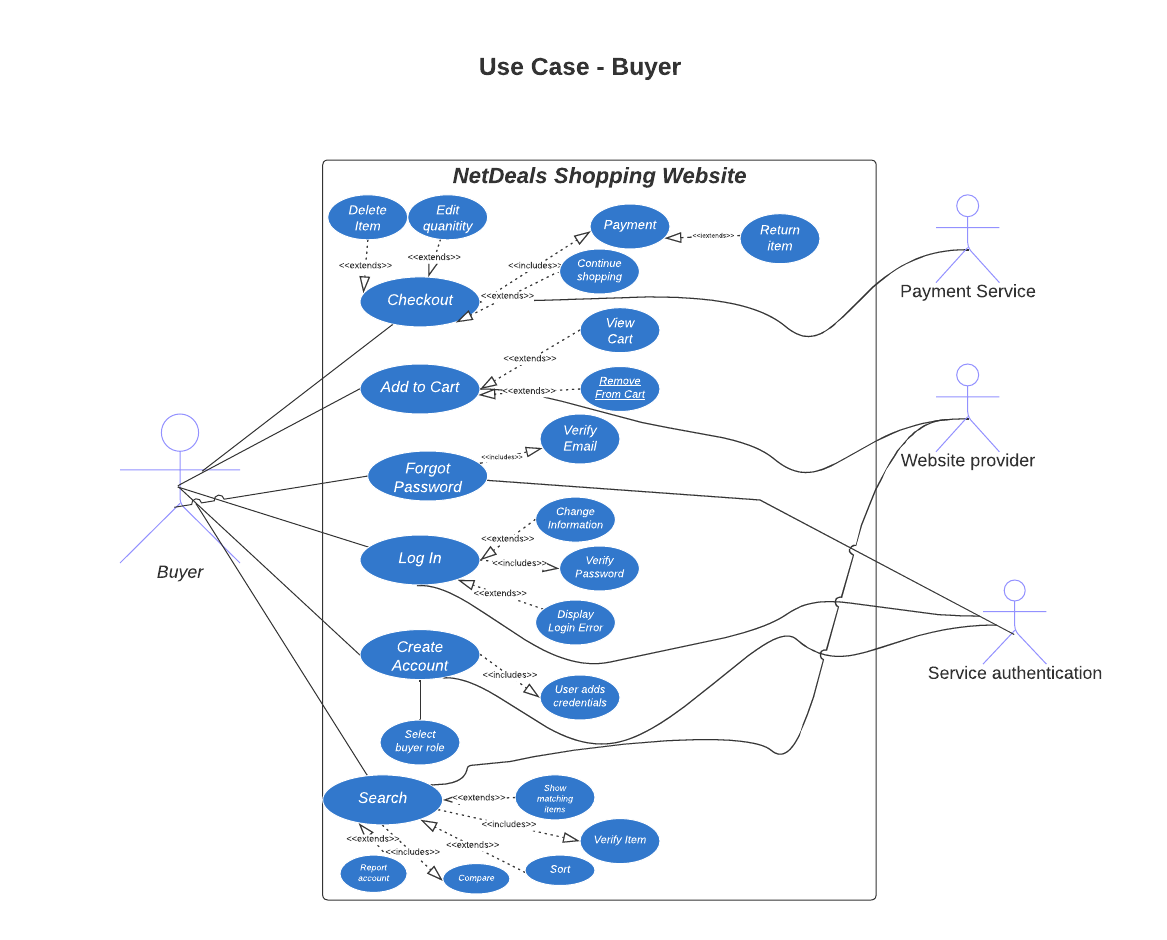 Use Case - Buyer
NetDeals Shopping Website
Delete
Item
Edit
quanitity
Payment
Return
item
<<extends>>
<<extends>>
<<includes>>
<<extends>>
Continue
shopping
Checkout
<<extends>>
Payment Service
View
Cart
<<extends>>
Add to Cart
<<extends>>
Remove
From Cart
Verify
Email
<<includes>>
Forgot
Password
Website provider
Change
Information
<<extends>>
Log In
<<includes>>
Verify
Password
<<extends>>
Display
Login Error
Buyer
Create
Account
<<includes>>
User adds
credentials
Service authentication
Select
buyer role
Search
<<extends>>
Show
matching
items
<<includes>>
Verify Item
<<extends>>
<<includes>>
<<extends>>
Report
account
Compare
Sort